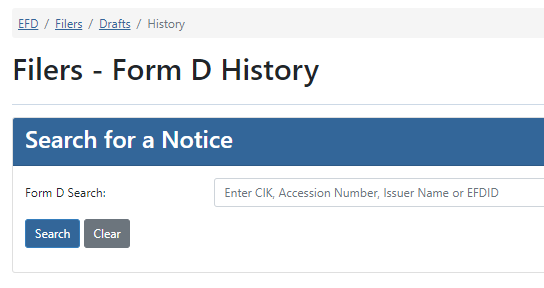 EFD / Filers / Drafts / History
Filers - Form D History
Search for a Notice
Form D Search: Enter CIK, Accession Number, Issuer Name or EFDID
Search Clear